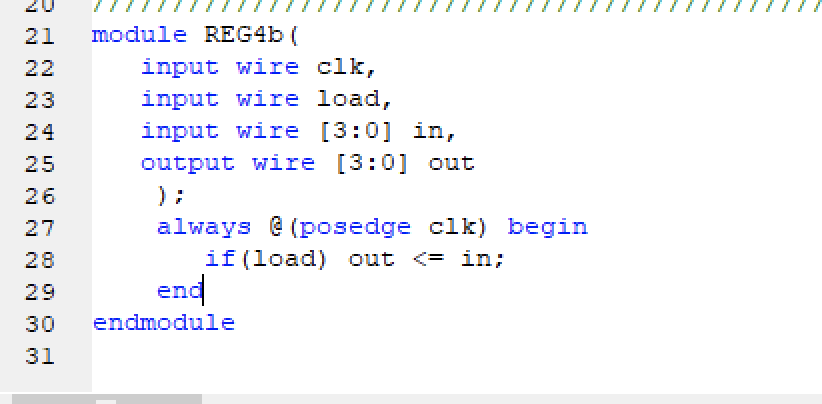 20 //////////////////////////////////////////////
21 module REG4b(
22 input wire clk,
23 input wire load,
24 input wire [3:0] in,
25 output wire [3:0] out
26 );
27 always @(posedge clk) begin
28 if(load) out <= in;
29 end
30 endmodule
31